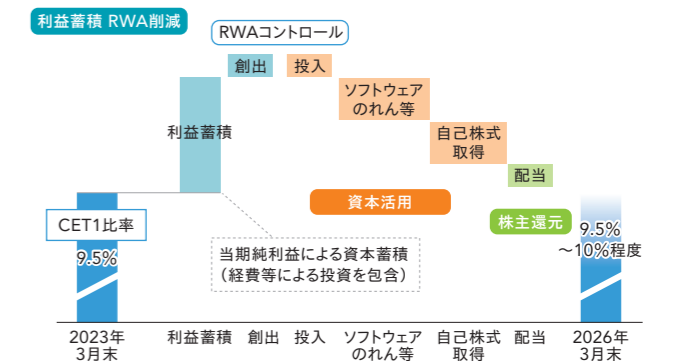 利益蓄積 RWA削減
RWAコントロール
創出
投入
ソフトウェア
のれん等
利益蓄積
自己株式
取得
配当
資本活用
株主還元
CET1比率
9.5%
当期純利益による資本蓄積
（経費等による投資を包含）
9.5%
～10%程度
2023年
3月末
利益蓄積
創出
投入
ソフトウェア
のれん等
自己株式
取得
配当
2026年
3月末